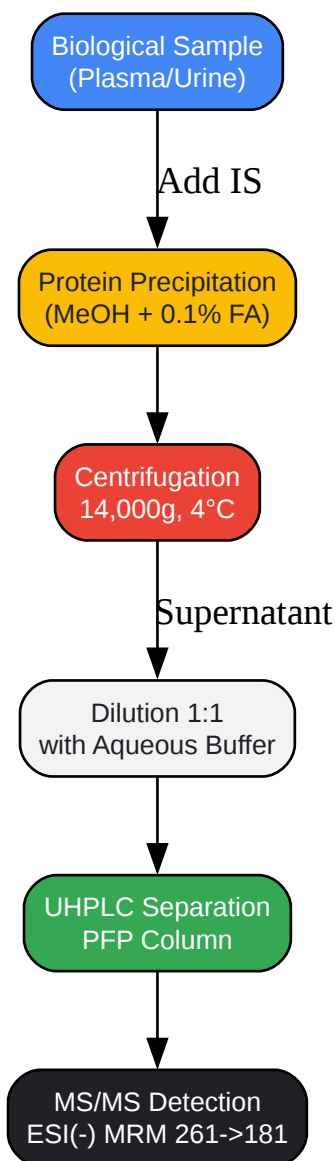 Biological Sample
(Plasma/Urine)
Add IS
Protein Precipitation
(MeOH + 0.1% FA)
Centrifugation
14,000g, 4°C
Supernatant
Dilution 1:1
with Aqueous Buffer
UHPLC Separation
PFP Column
MS/MS Detection
ESI(-) MRM 261->181